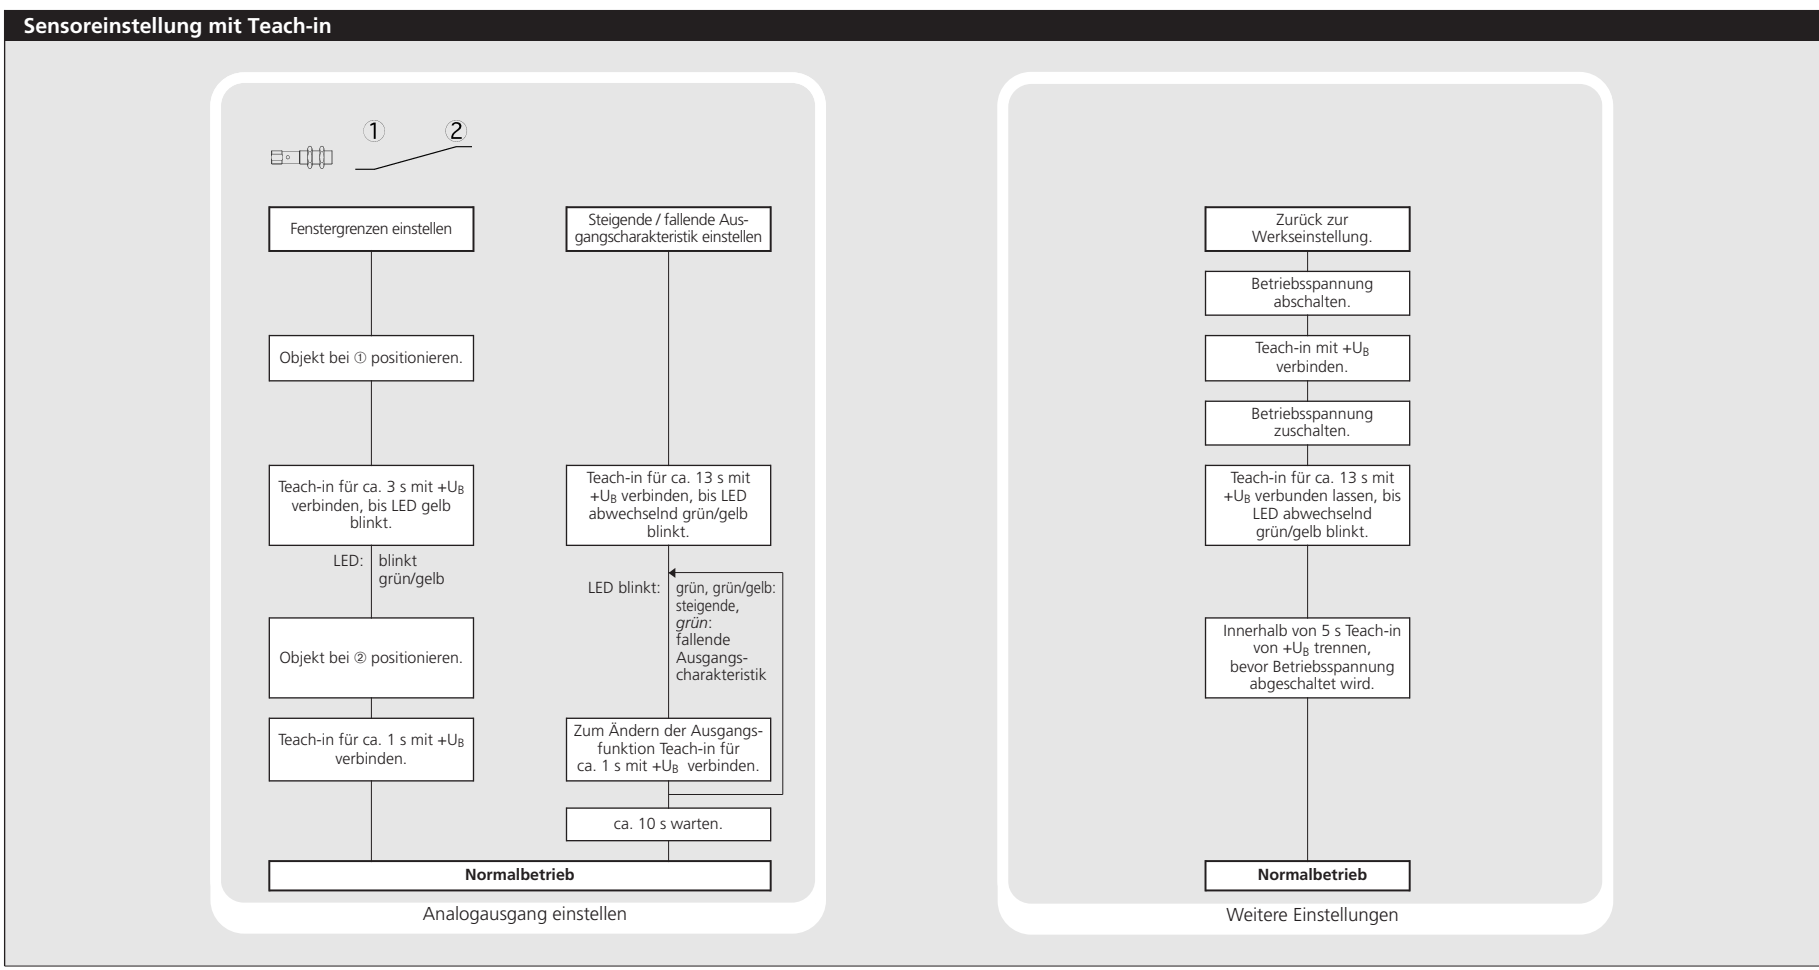 Sensoreinstellung mit Teach-in
① ②
Fenstergrenzen einstellen
Objekt bei ① positionieren.
Teach-in für ca. 3 s mit +UB
verbinden, bis LED gelb
blinkt.
LED: blinkt
grün/gelb
Objekt bei ② positionieren.
Teach-in für ca. 1 s mit +UB
verbinden.
Steigende / fallende Aus-
gangscharakteristik einstellen
Teach-in für ca. 13 s mit
+UB verbinden, bis LED
abwechselnd grün/gelb
blinkt.
LED blinkt: grün, grün/gelb:
steigende,
grün:
fallende
Ausgangs-
charakteristik
Zum Ändern der Ausgangs-
funktion Teach-in für
ca. 1 s mit +UB verbinden.
ca. 10 s warten.
Normalbetrieb
Analogausgang einstellen
Zurück zur
Werkseinstellung.
Betriebsspannung
abschalten.
Teach-in mit +UB
verbinden.
Betriebsspannung
zuschalten.
Teach-in für ca. 13 s mit
+UB verbunden lassen, bis
LED abwechselnd
grün/gelb blinkt.
Innerhalb von 5 s Teach-in
von +UB trennen,
bevor Betriebsspannung
abgeschaltet wird.
Normalbetrieb
Weitere Einstellungen